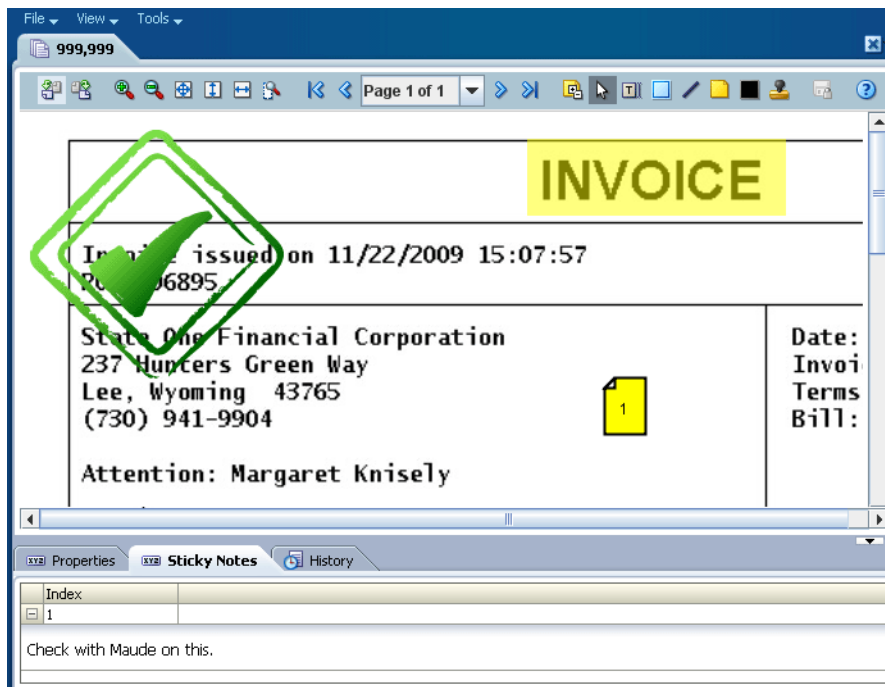 File View Tools
999,999
Page 1 of 1
INVOICE
issued on 11/22/2009 15:07:57
6895
State One Financial Corporation
237 Hunters Green Way
Lee, Wyoming 43765
(730) 941-9904
Attention: Margaret Knisely
Date:
Invoi
Terms
Bill:
1
Properties Sticky Notes History
Index
1
Check with Maude on this.